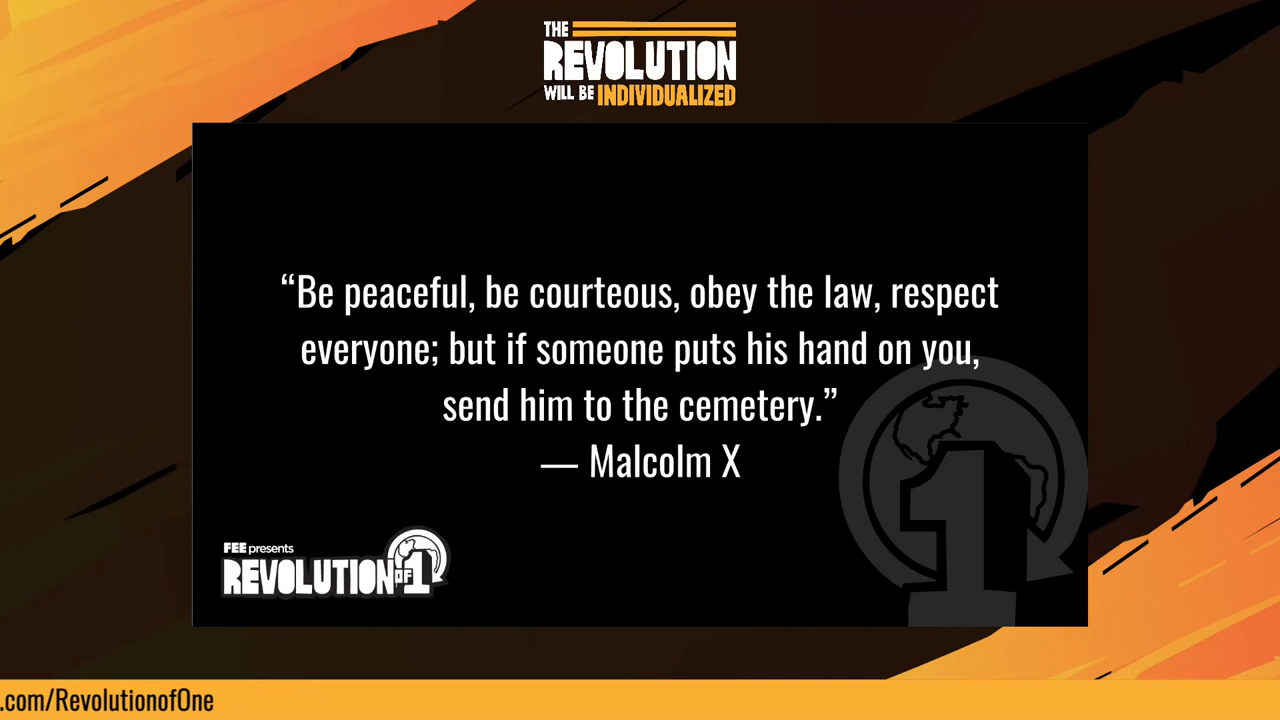 THE
REVOLUTION
WILL BE INDIVIDUALIZED
“Be peaceful, be courteous, obey the law, respect
everyone; but if someone puts his hand on you,
send him to the cemetery.”
— Malcolm X
FEE presents
REVOLUTION OF 1
1
.com/RevolutionofOne